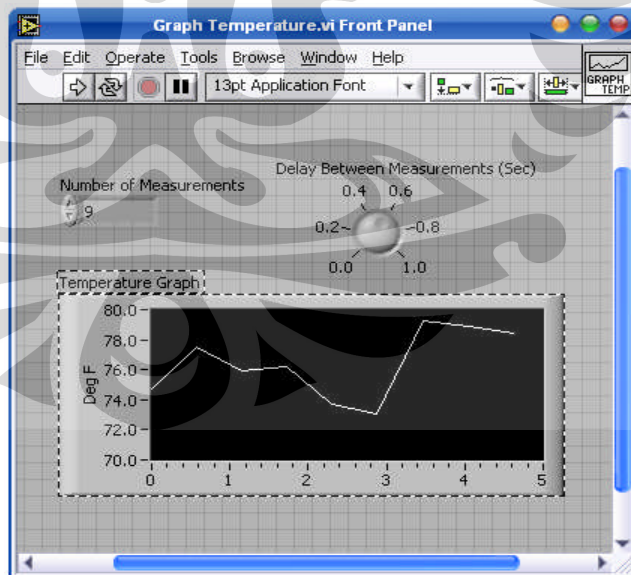 Graph Temperature.vi Front Panel
File Edit Operate Tools Browse Window Help
13pt Application Font
GRAPH
TEMP
Delay Between Measurements (Sec)
Number of Measurements
0.4 0.6
9
0.2 0.8
0.0 1.0
Temperature Graph
80.0
78.0
76.0
Deg F
74.0
72.0
70.0
0 1 2 3 4 5